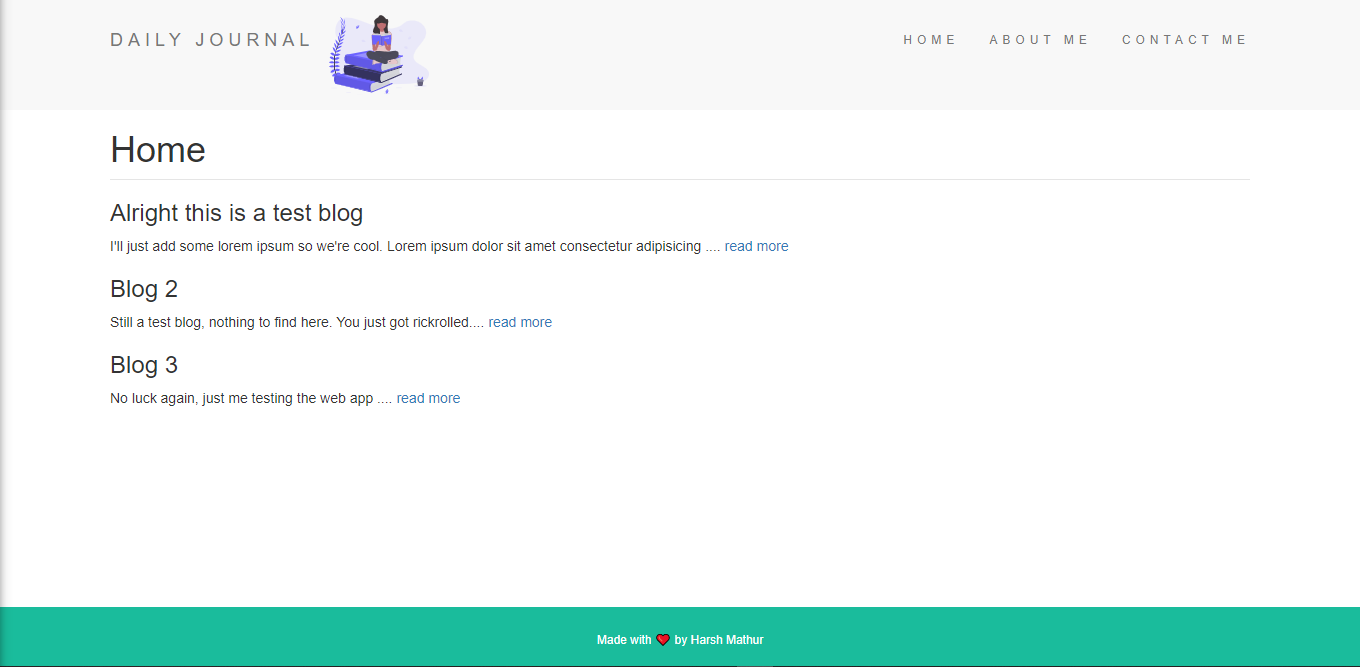 DAILY JOURNAL
HOME ABOUT ME CONTACT ME
Home
Alright this is a test blog
I'll just add some lorem ipsum so we're cool. Lorem ipsum dolor sit amet consectetur adipisicing .... read more
Blog 2
Still a test blog, nothing to find here. You just got rickrolled.... read more
Blog 3
No luck again, just me testing the web app .... read more
Made with ❤️ by Harsh Mathur